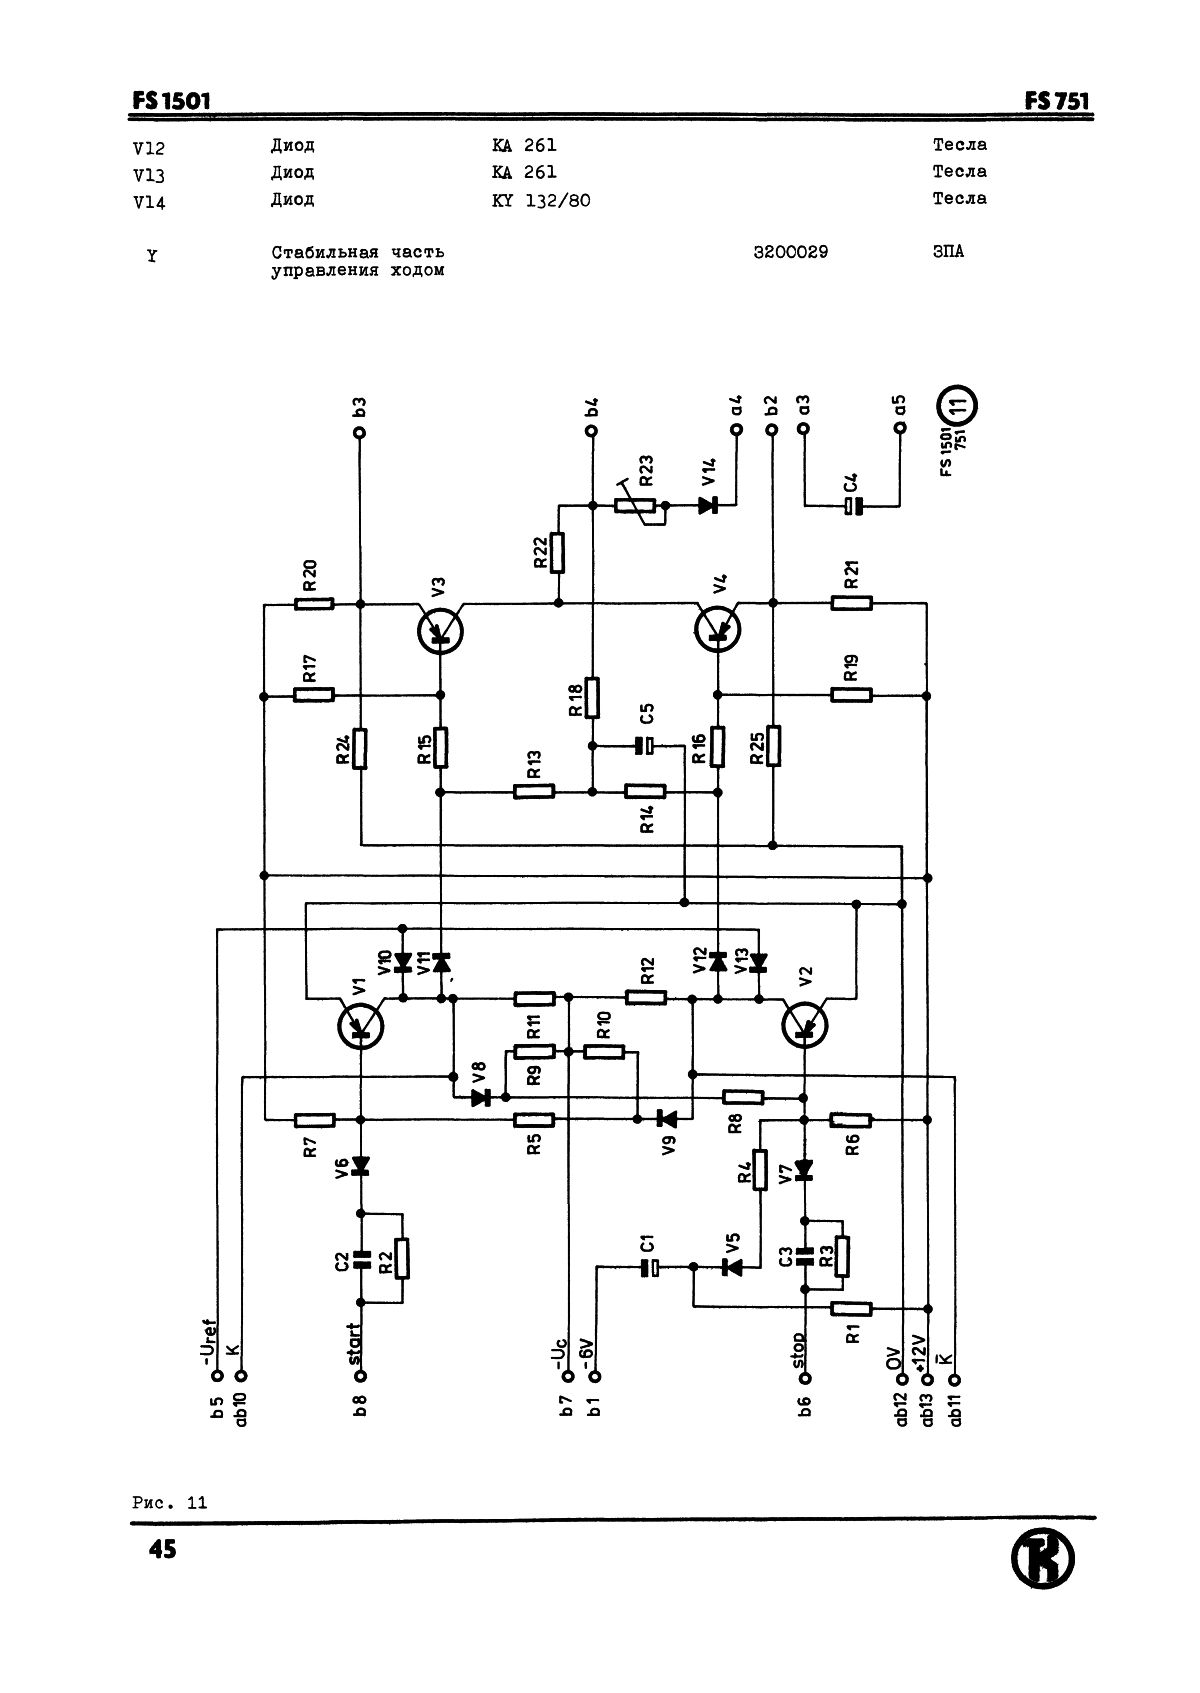 FS1501 FS751
V12 Диод KA 261 Тесла
V13 Диод KA 261 Тесла
V14 Диод KY 132/80 Тесла
Y Стабильная часть 3200029 ЗПА
управления ходом
b3
b4
a4
b2
a3
a5
11
FS 1501
751
R23
V14
C4
R22
R20
V3
V4
R21
R17
R18
R19
C5
R24
R15
R13
R16
R25
R14
V10
V11
V12
V13
V1
R12
V2
R11
R10
V8
R9
R8
R7
R5
V9
R6
V6
R4
V7
C2
R2
C1
V5
C3
R3
R1
-Uref
K
start
-Uc
-6V
stop
0V
+12V
K̅
b5
ab10
b8
b7
b1
b6
ab12
ab13
ab11
Рис. 11
45